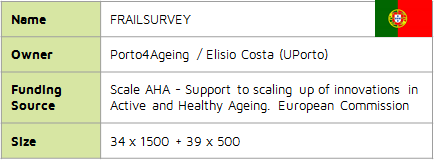 Name FRAILSURVEY
Owner Porto4Ageing / Elisio Costa (UPorto)
Funding Scale AHA - Support to scaling up of innovations in
Source Active and Healthy Ageing. European Commission
Size 34 x 1500 + 39 x 500